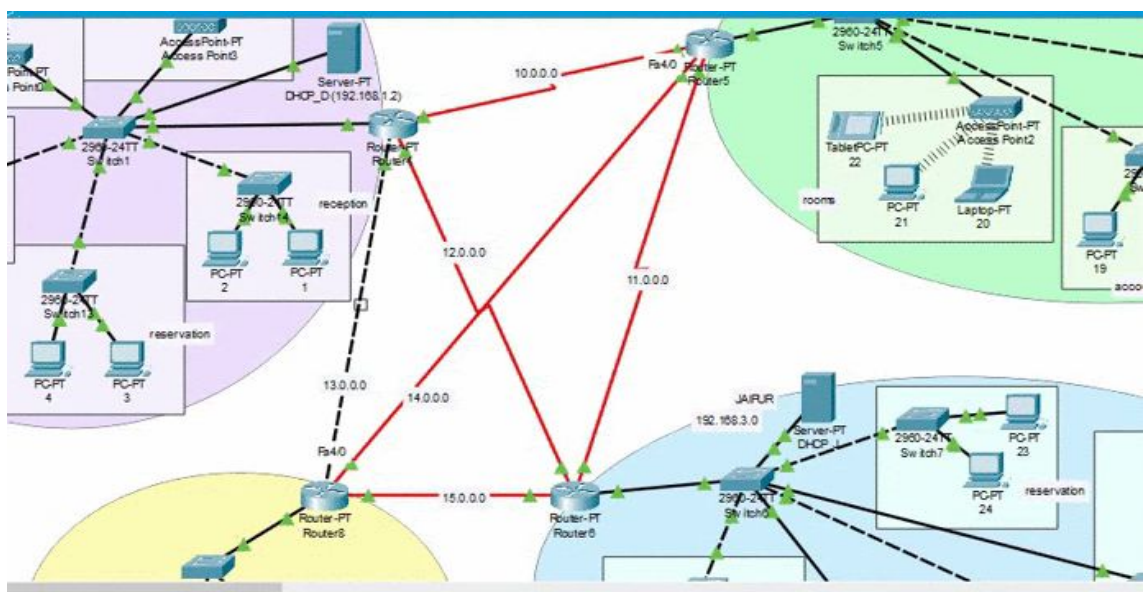 AccessPoint-PT
Access Point3
Server-PT
DHCP_D (192.168.1.2)
2960-24TT
Switch1
Router-PT
Router4
10.0.0.0
Fa4/0
Router-PT
Router5
2960-24TT
Switch5
AccessPoint-PT
Access Point2
TabletPC-PT
22
PC-PT
21
Laptop-PT
20
rooms
PC-PT
19
2960-24TT
Switch14
reception
PC-PT
2
PC-PT
1
12.0.0.0
11.0.0.0
reservation
PC-PT
4
PC-PT
3
13.0.0.0
14.0.0.0
Fa4/0
15.0.0.0
Router-PT
Router8
Router-PT
Router6
JAIPUR
192.168.3.0
Server-PT
2960-24TT
Switch7
PC-PT
23
PC-PT
24
reservation
2960-24TT
Switch6